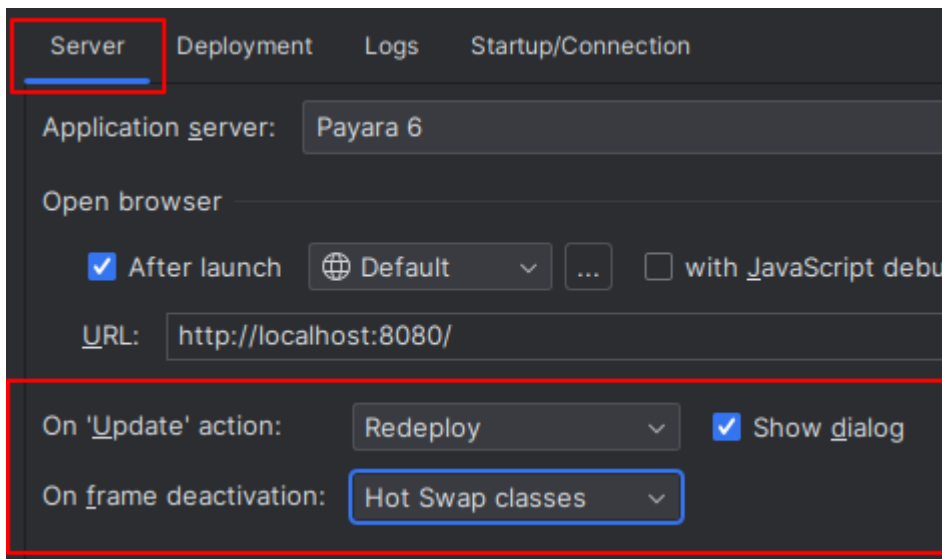 Server Deployment Logs Startup/Connection
Application server: Payara 6
Open browser
After launch Default ... with JavaScript debu
URL: http://localhost:8080/
On 'Update' action: Redeploy Show dialog
On frame deactivation: Hot Swap classes